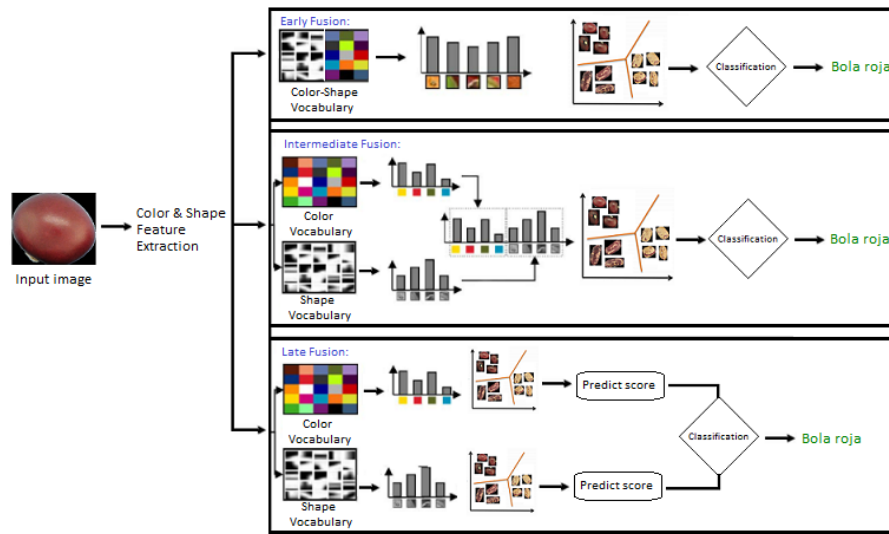 Early Fusion:
Color-Shape
Vocabulary
Classification
Bola roja
Intermediate Fusion:
Color
Vocabulary
Shape
Vocabulary
Classification
Bola roja
Input image
Color & Shape
Feature
Extraction
Late Fusion:
Color
Vocabulary
Predict score
Classification
Bola roja
Shape
Vocabulary
Predict score